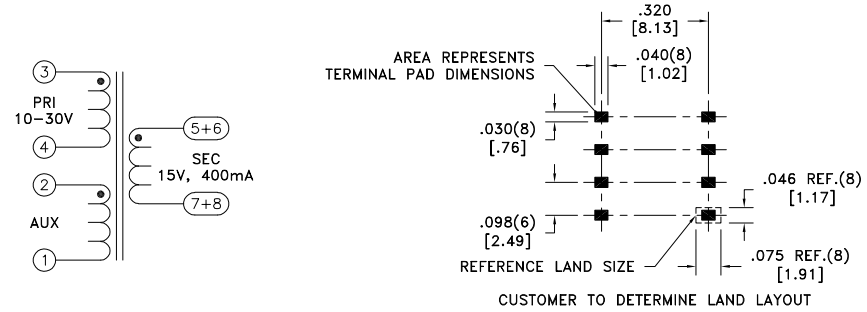 3
PRI
10-30V
4
2
AUX
1
5+6
SEC
15V, 400mA
7+8
.320
[8.13]
AREA REPRESENTS
TERMINAL PAD DIMENSIONS
.040(8)
[1.02]
.030(8)
[.76]
.098(6)
[2.49]
.046 REF.(8)
[1.17]
REFERENCE LAND SIZE
.075 REF.(8)
[1.91]
CUSTOMER TO DETERMINE LAND LAYOUT